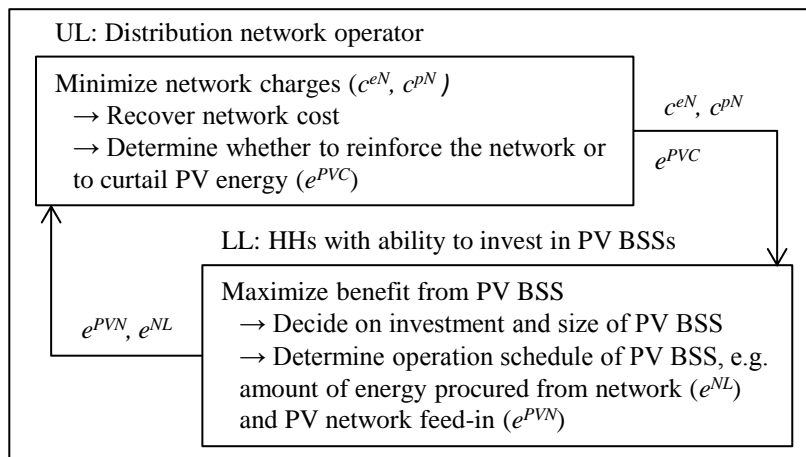 UL: Distribution network operator
Minimize network charges (c^eN, c^pN)
→ Recover network cost
→ Determine whether to reinforce the network or
to curtail PV energy (e^PVC)
c^eN, c^pN
e^PVC
LL: HHs with ability to invest in PV BSSs
Maximize benefit from PV BSS
→ Decide on investment and size of PV BSS
→ Determine operation schedule of PV BSS, e.g.
amount of energy procured from network (e^NL)
and PV network feed-in (e^PVN)
e^PVN, e^NL